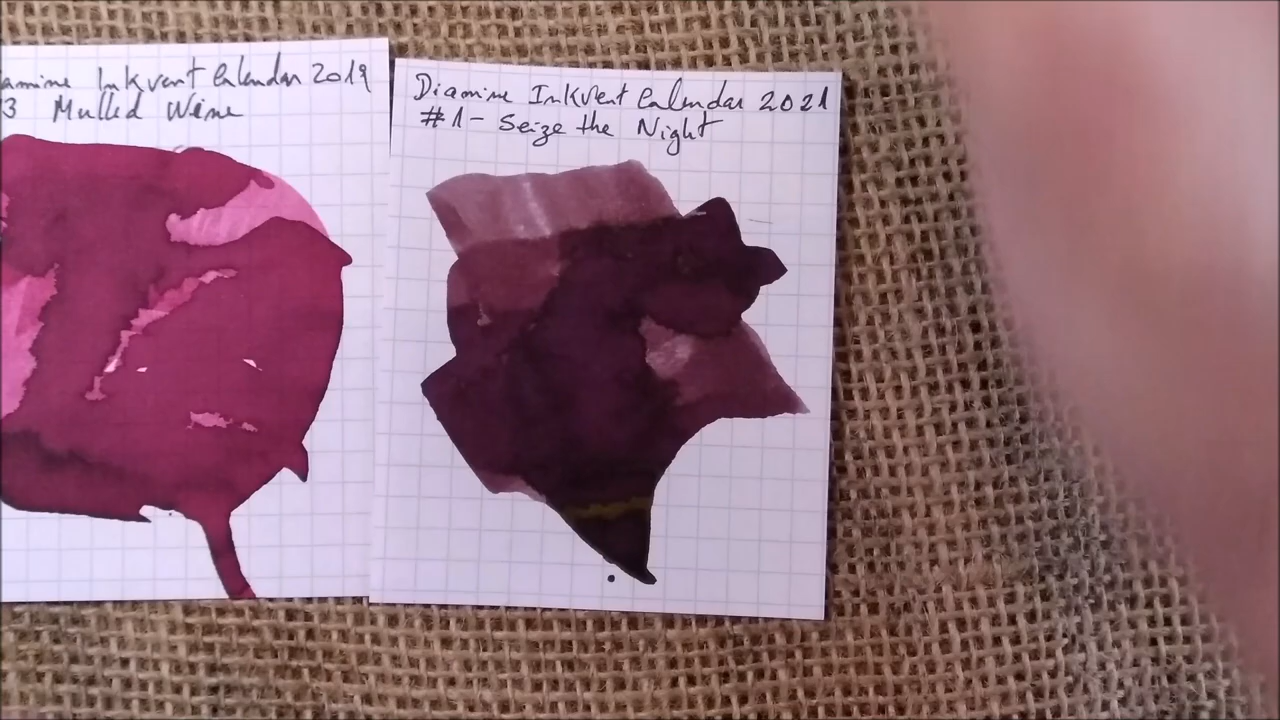 amine Inkvent Calendar 2019
3 Mulled Wine
Diamine Inkvent Calendar 2021
#1- Seize the Night